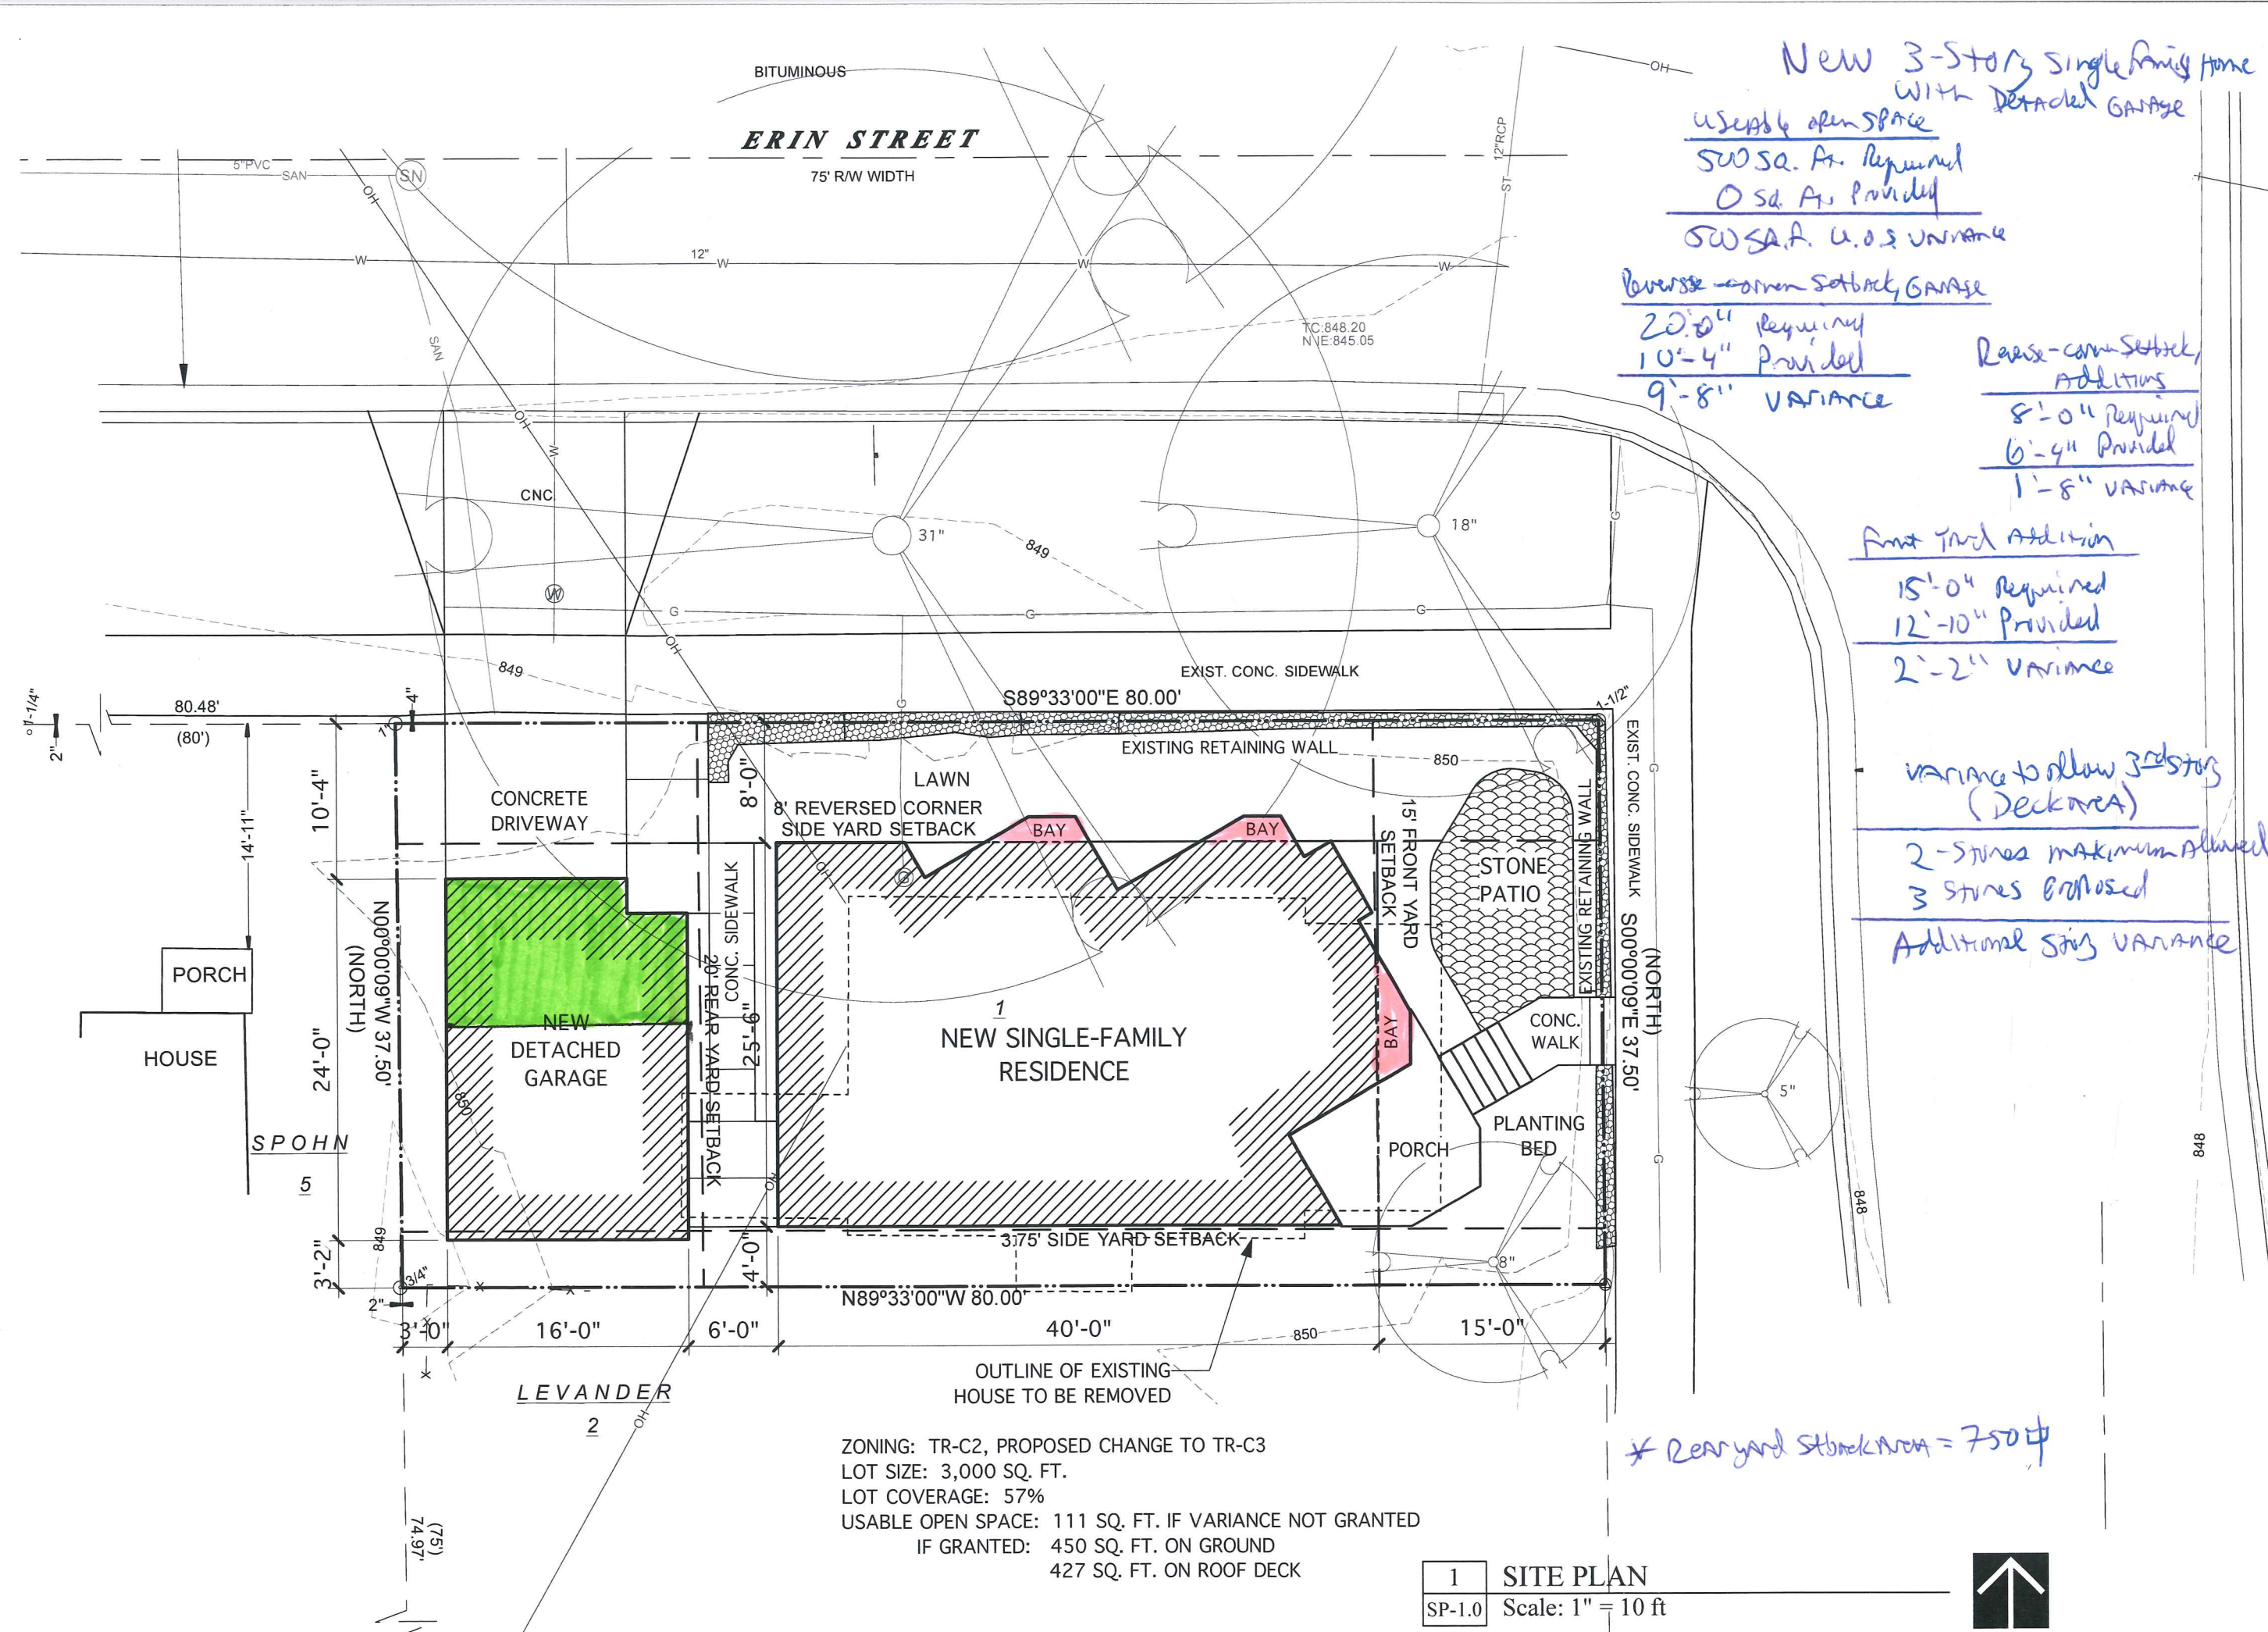 BITUMINOUS
ERIN STREET
75' R/W WIDTH
5"PVC
SAN
SN
OH
OH
12"RCP
ST
W
12"
W
W
W
SAN
OH
TC:848.20
N IE:845.05
W
CNC.
31"
18"
849
G
W
G
G
G
OH
849
EXIST. CONC. SIDEWALK
S89°33'00"E 80.00'
1-1/2"
1-1/4"
2"
80.48'
(80')
4"
1"
G
EXISTING RETAINING WALL
850
EXIST. CONC. SIDEWALK
G
10'-4"
14'-11"
CONCRETE
DRIVEWAY
8'-0"
LAWN
8' REVERSED CORNER
SIDE YARD SETBACK
BAY
BAY
15' FRONT YARD
SETBACK
STONE
PATIO
EXISTING RETAINING WALL
OH
G
CONC. SIDEWALK
N00°00'09"W 37.50'
(NORTH)
S00°00'09"E 37.50'
(NORTH)
PORCH
HOUSE
24'-0"
NEW
DETACHED
GARAGE
850
20' REAR YARD SETBACK
25'-6"
1
NEW SINGLE-FAMILY
RESIDENCE
BAY
CONC.
WALK
PLANTING
BED
PORCH
5"
G
SPOHN
5
849
3'-2"
3/4"
2"
4'-0"
OH
3.75' SIDE YARD SETBACK
8"
848
848
N89°33'00"W 80.00'
3'-0"
16'-0"
6'-0"
40'-0"
850
15'-0"
OUTLINE OF EXISTING
HOUSE TO BE REMOVED
LEVANDER
2
OH
(75')
74.97'
ZONING: TR-C2, PROPOSED CHANGE TO TR-C3
LOT SIZE: 3,000 SQ. FT.
LOT COVERAGE: 57%
USABLE OPEN SPACE: 111 SQ. FT. IF VARIANCE NOT GRANTED
IF GRANTED: 450 SQ. FT. ON GROUND
427 SQ. FT. ON ROOF DECK
1 SITE PLAN
SP-1.0 Scale: 1" = 10 ft
New 3-Story Single family Home
with Detached Garage
Useable open space
500 Sq. Ft. Required
0 Sq. Ft. Provided
500 Sq. Ft. U.O.S. Variance
Reverse-corner Setback, Garage
20'0" Required
10'-4" Provided
9'-8" Variance
Reverse-corner Setback,
Additions
8'-0" Required
6'-4" Provided
1'-8" Variance
Front Yard Addition
15'-0" Required
12'-10" Provided
2'-2" Variance
Variance to allow 3rd story
(Deck area)
2-Stories maximum Allowed
3 Stories Proposed
Additional Story Variance
* Rear yard Setback Area = 750